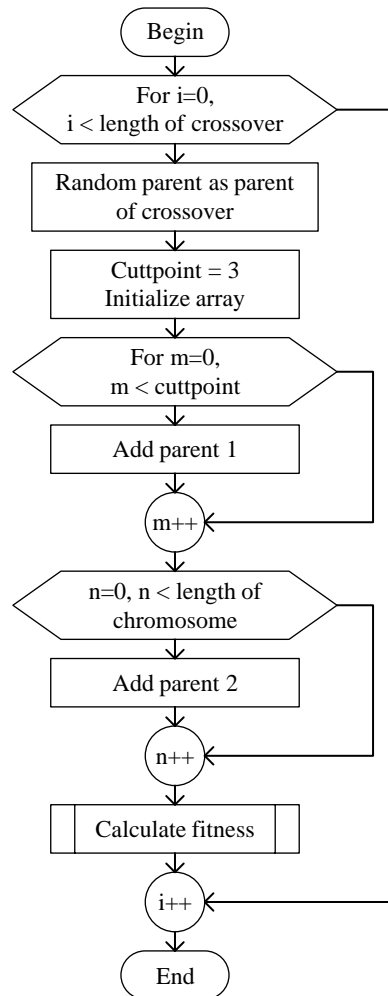 Begin
For i=0,
i < length of crossover
Random parent as parent
of crossover
Cuttpoint = 3
Initialize array
For m=0,
m < cuttpoint
Add parent 1
m++
n=0, n < length of
chromosome
Add parent 2
n++
Calculate fitness
i++
End